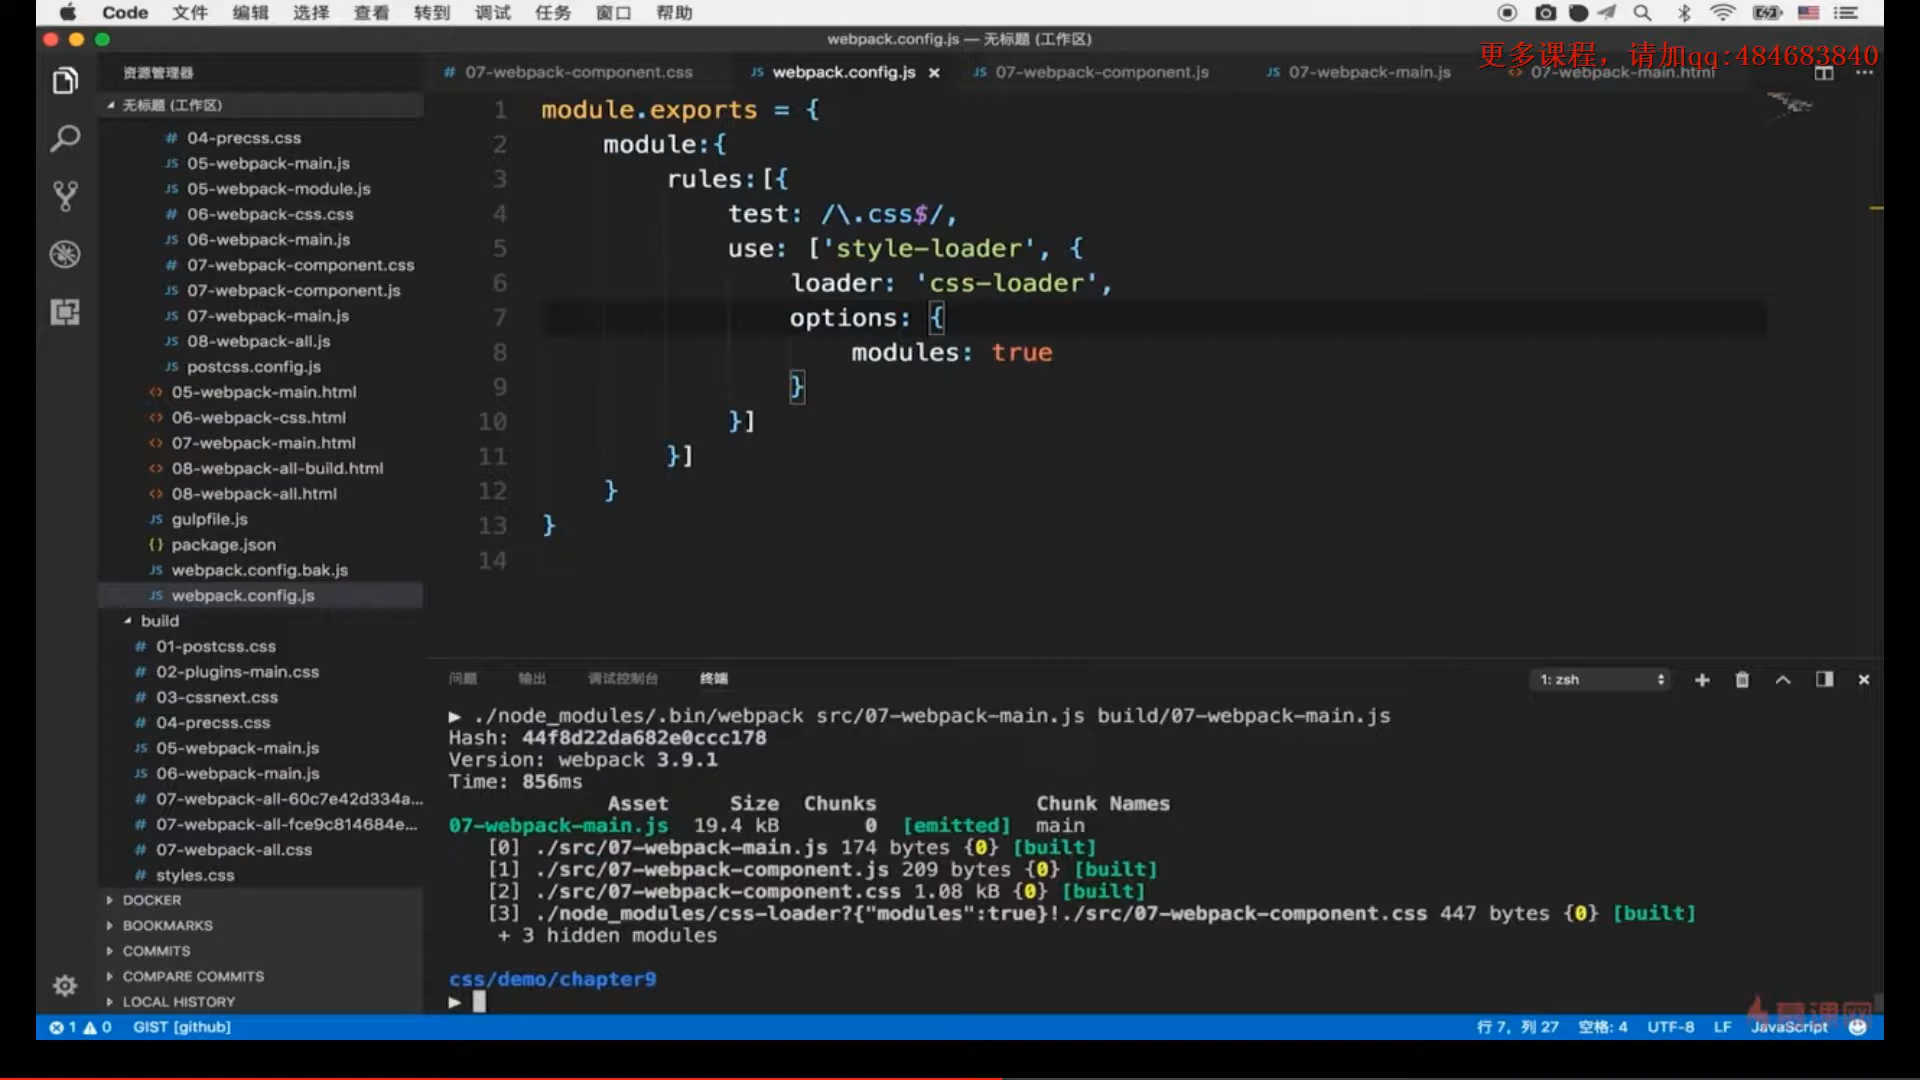 Code 文件 编辑 选择 查看 转到 调试 任务 窗口 帮助
webpack.config.js — 无标题 (工作区)
更多课程，请加qq:484683840
资源管理器
# 07-webpack-component.css JS webpack.config.js × JS 07-webpack-component.js JS 07-webpack-main.js <> 07-webpack-main.html
无标题 (工作区)
# 04-precss.css
JS 05-webpack-main.js
JS 05-webpack-module.js
# 06-webpack-css.css
JS 06-webpack-main.js
# 07-webpack-component.css
JS 07-webpack-component.js
JS 07-webpack-main.js
JS 08-webpack-all.js
JS postcss.config.js
<> 05-webpack-main.html
<> 06-webpack-css.html
<> 07-webpack-main.html
<> 08-webpack-all-build.html
<> 08-webpack-all.html
JS gulpfile.js
{} package.json
JS webpack.config.bak.js
JS webpack.config.js
build
# 01-postcss.css
# 02-plugins-main.css
# 03-cssnext.css
# 04-precss.css
JS 05-webpack-main.js
JS 06-webpack-main.js
# 07-webpack-all-60c7e42d334a...
# 07-webpack-all-fce9c814684e...
# 07-webpack-all.css
# styles.css
DOCKER
BOOKMARKS
COMMITS
COMPARE COMMITS
LOCAL HISTORY
1 module.exports = {
2 module:{
3 rules:[{
4 test: /\.css$/,
5 use: ['style-loader', {
6 loader: 'css-loader',
7 options: {
8 modules: true
9 }
10 }]
11 }]
12 }
13 }
14
问题 输出 调试控制台 终端 1: zsh
▶ ./node_modules/.bin/webpack src/07-webpack-main.js build/07-webpack-main.js
Hash: 44f8d22da682e0ccc178
Version: webpack 3.9.1
Time: 856ms
Asset Size Chunks Chunk Names
07-webpack-main.js 19.4 kB 0 [emitted] main
[0] ./src/07-webpack-main.js 174 bytes {0} [built]
[1] ./src/07-webpack-component.js 209 bytes {0} [built]
[2] ./src/07-webpack-component.css 1.08 kB {0} [built]
[3] ./node_modules/css-loader?{"modules":true}!./src/07-webpack-component.css 447 bytes {0} [built]
+ 3 hidden modules
css/demo/chapter9
▶
慕课网
1 0 GIST [github] 行 7，列 27 空格: 4 UTF-8 LF JavaScript